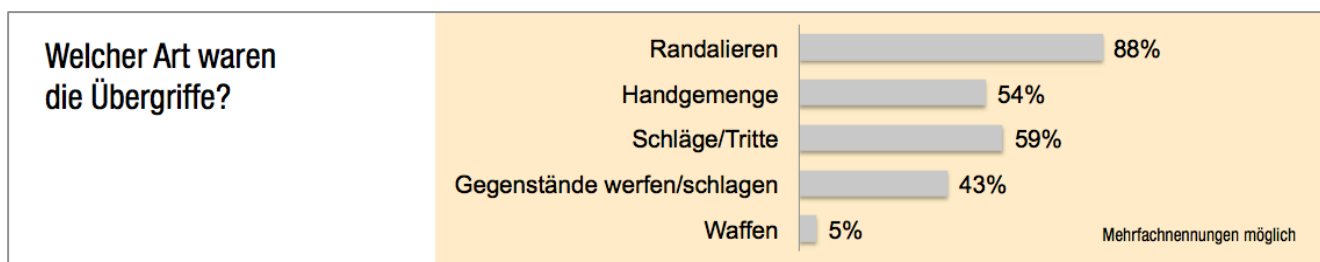 Welcher Art waren
die Übergriffe?
Randalieren 88%
Handgemenge 54%
Schläge/Tritte 59%
Gegenstände werfen/schlagen 43%
Waffen 5%
Mehrfachnennungen möglich